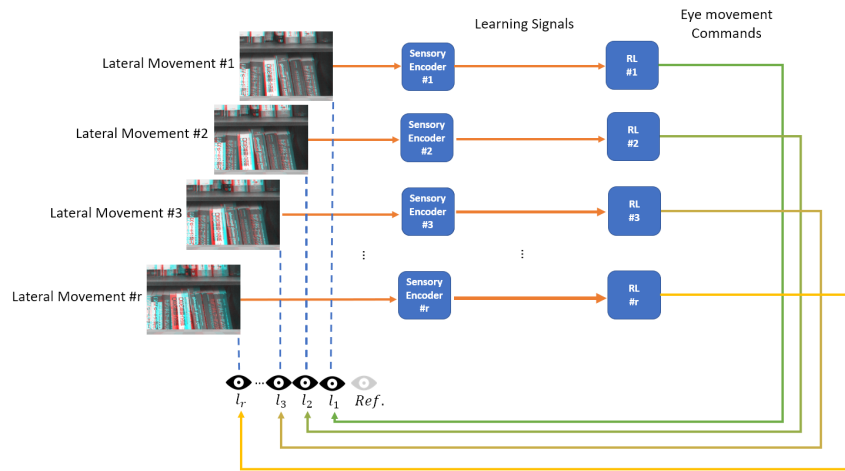 Learning Signals
Eye movement
Commands
Lateral Movement #1
Sensory
Encoder
#1
RL
#1
Lateral Movement #2
Sensory
Encoder
#2
RL
#2
Lateral Movement #3
Sensory
Encoder
#3
RL
#3
...
...
Lateral Movement #r
Sensory
Encoder
#r
RL
#r
...
l_r l_3 l_2 l_1 Ref.